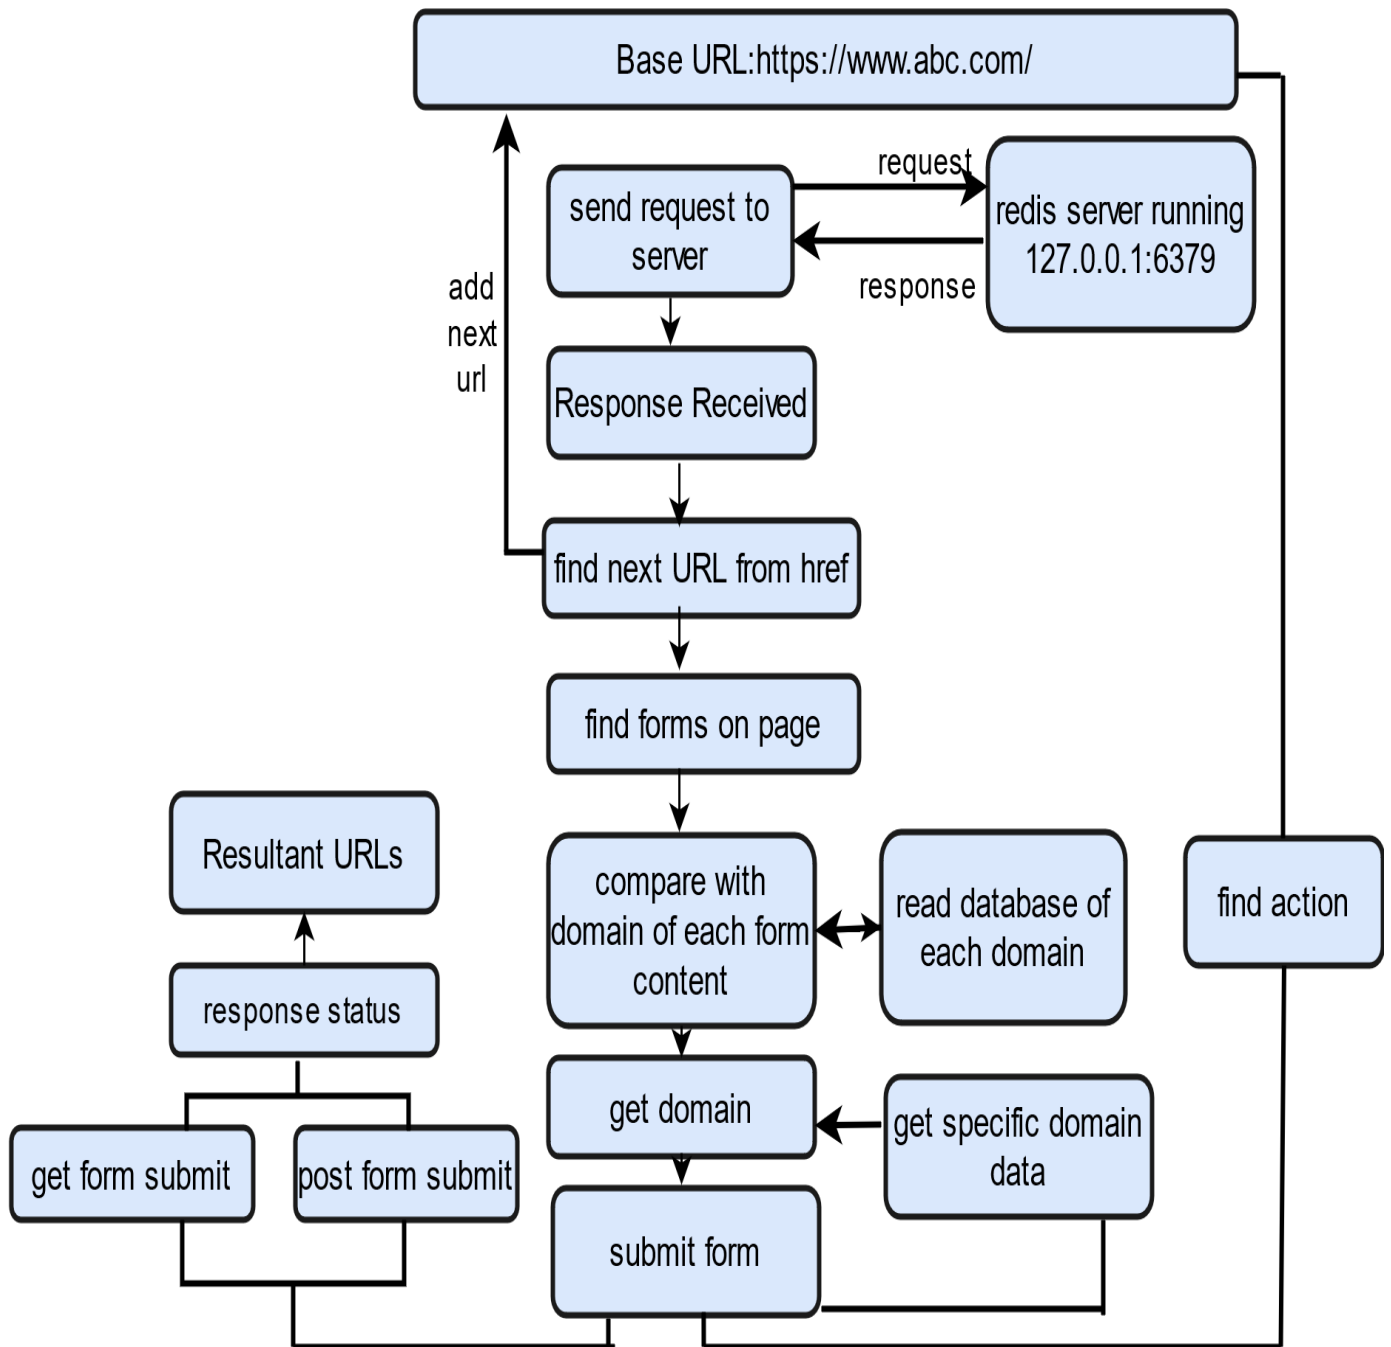 Base URL:https://www.abc.com/
request
send request to
server
redis server running
127.0.0.1:6379
response
add
next
url
Response Received
find next URL from href
find forms on page
Resultant URLs
compare with
domain of each form
content
read database of
each domain
find action
response status
get domain
get specific domain
data
get form submit
post form submit
submit form